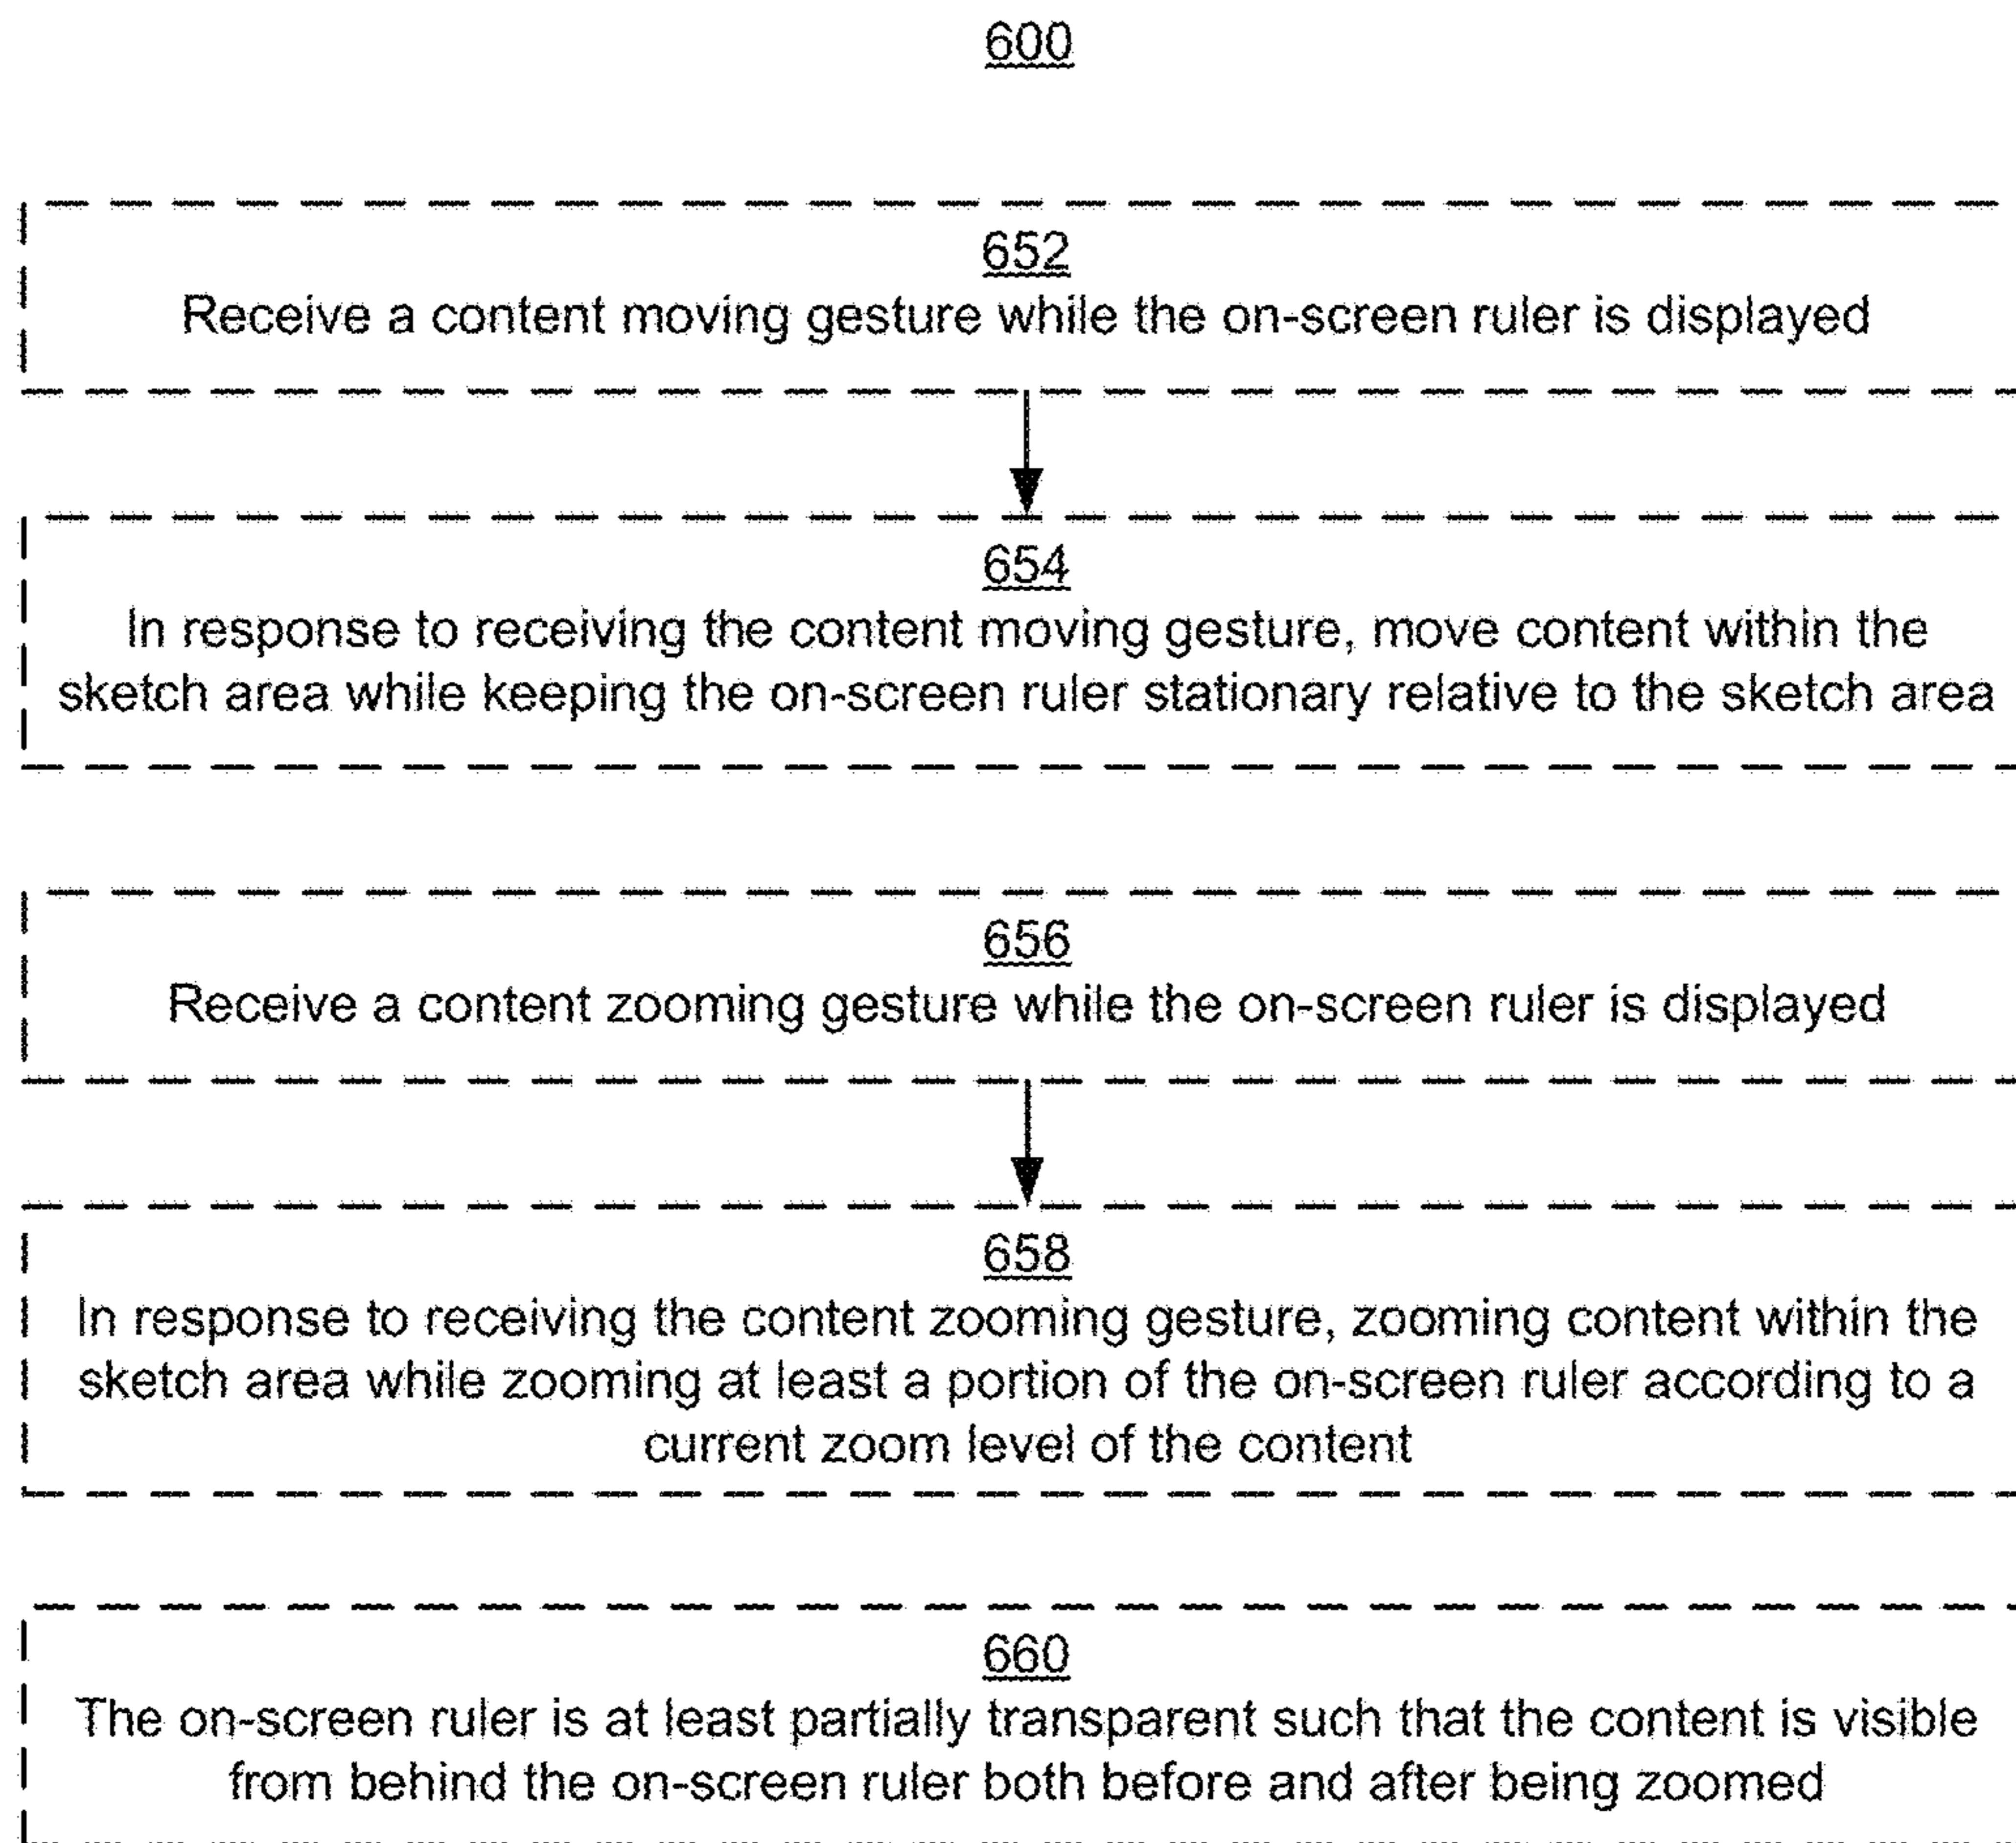 600
652
Receive a content moving gesture while the on-screen ruler is displayed
654
In response to receiving the content moving gesture, move content within the
sketch area while keeping the on-screen ruler stationary relative to the sketch area
656
Receive a content zooming gesture while the on-screen ruler is displayed
658
In response to receiving the content zooming gesture, zooming content within the
sketch area while zooming at least a portion of the on-screen ruler according to a
current zoom level of the content
660
The on-screen ruler is at least partially transparent such that the content is visible
from behind the on-screen ruler both before and after being zoomed